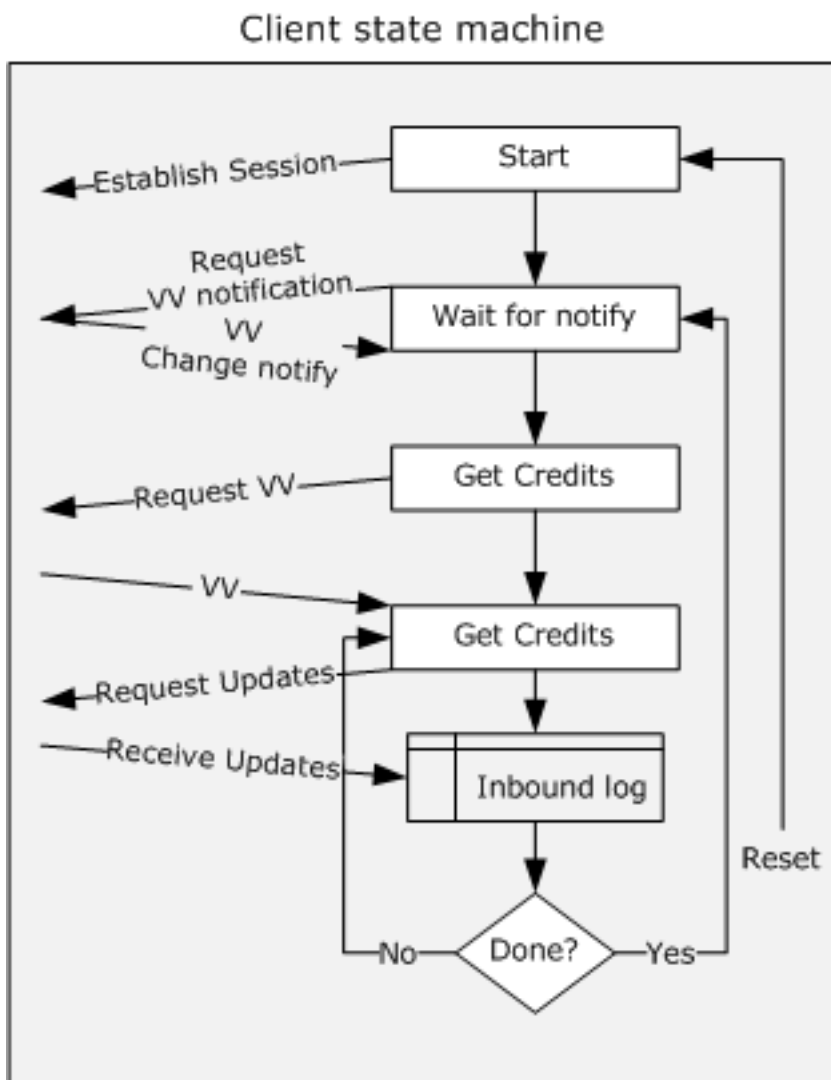 Client state machine
Start
Establish Session
Request
VV notification
Wait for notify
VV
Change notify
Get Credits
Request VV
VV
Get Credits
Request Updates
Receive Updates
Inbound log
Reset
No
Done?
Yes